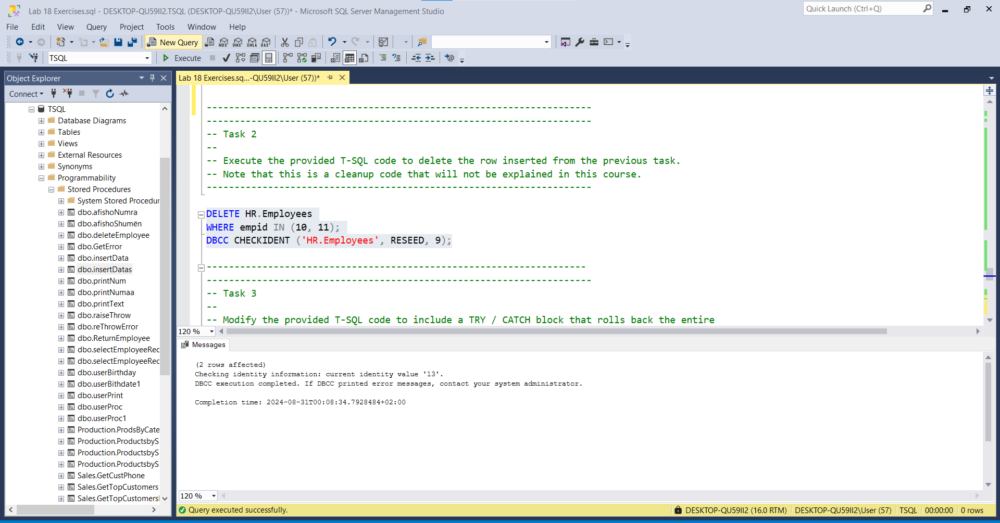 Lab 18 Exercises.sql - DESKTOP-QU59II2.TSQL (DESKTOP-QU59II2\User (57))* - Microsoft SQL Server Management Studio
Quick Launch (Ctrl+Q)
File Edit View Query Project Tools Window Help
New Query MDX DMX XMLA DAX
TSQL Execute
Object Explorer
Connect
TSQL
Database Diagrams
Tables
Views
External Resources
Synonyms
Programmability
Stored Procedures
System Stored Procedur
dbo.afishoNumra
dbo.afishoShumën
dbo.deleteEmployee
dbo.GetError
dbo.insertData
dbo.insertDatas
dbo.printNum
dbo.printNumaa
dbo.printText
dbo.raiseThrow
dbo.reThrowError
dbo.ReturnEmployee
dbo.selectEmployeeRec
dbo.selectEmployeeRec
dbo.userBirthday
dbo.userBithdate1
dbo.userPrint
dbo.userProc
dbo.userProc1
Production.ProdsByCate
Production.ProductsbyS
Production.ProductsbyS
Production.ProductsbyS
Sales.GetCustPhone
Sales.GetTopCustomers
Sales.GetTopCustomers
Lab 18 Exercises.sq...-QU59II2\User (57))*
---------------------------------------------------------------------
---------------------------------------------------------------------
-- Task 2
--
-- Execute the provided T-SQL code to delete the row inserted from the previous task.
-- Note that this is a cleanup code that will not be explained in this course.
---------------------------------------------------------------------
DELETE HR.Employees
WHERE empid IN (10, 11);
DBCC CHECKIDENT ('HR.Employees', RESEED, 9);
--------------------------------------------------------------------
---------------------------------------------------------------------
-- Task 3
--
-- Modify the provided T-SQL code to include a TRY / CATCH block that rolls back the entire
120 %
Messages
(2 rows affected)
Checking identity information: current identity value '13'.
DBCC execution completed. If DBCC printed error messages, contact your system administrator.
Completion time: 2024-08-31T00:08:34.7928484+02:00
120 %
Query executed successfully. DESKTOP-QU59II2 (16.0 RTM) DESKTOP-QU59II2\User (57) TSQL 00:00:00 0 rows